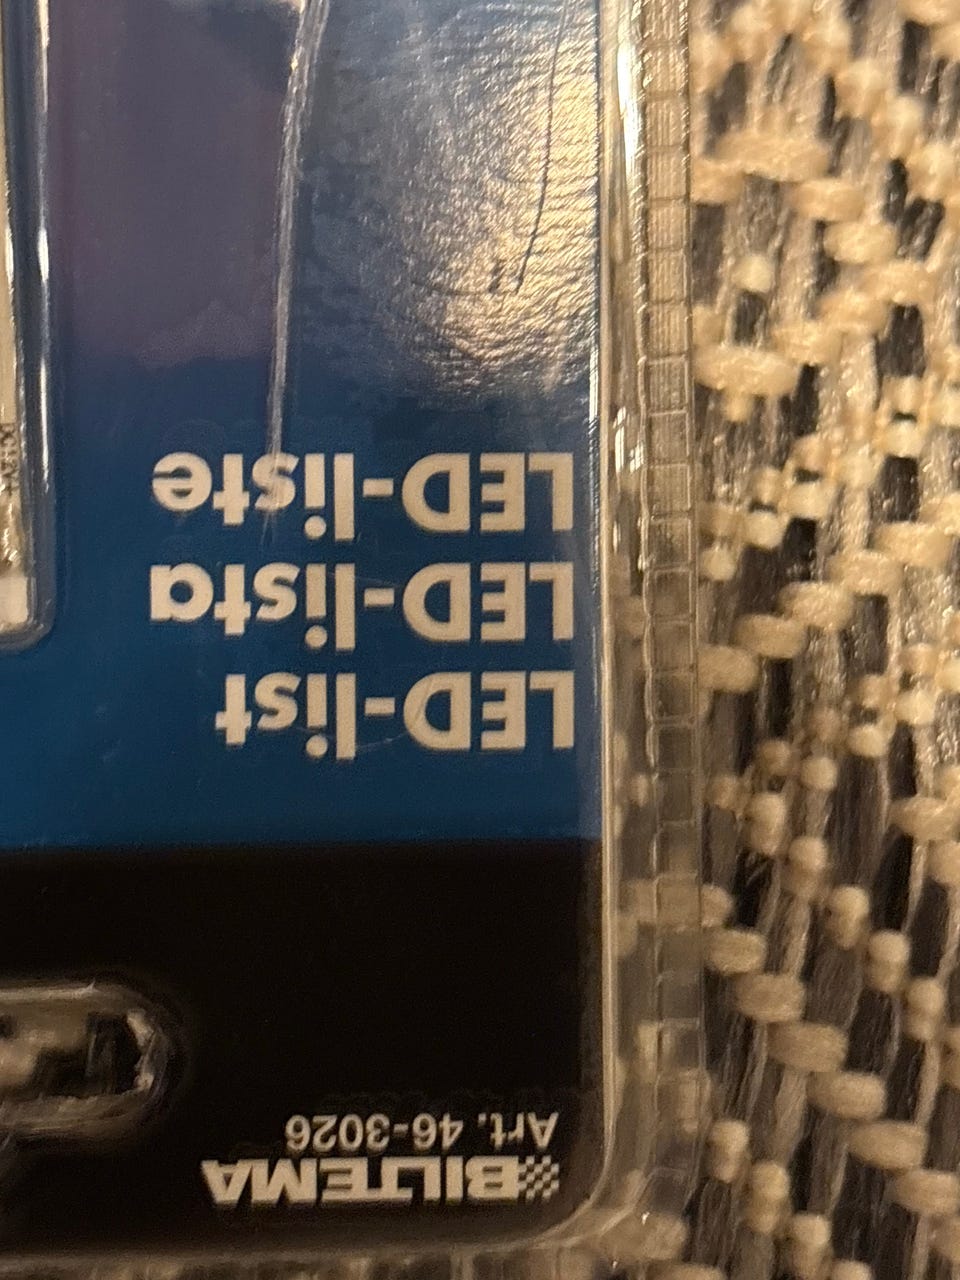 BILTEMA
Art. 46-3026
LED-list
LED-lista
LED-liste